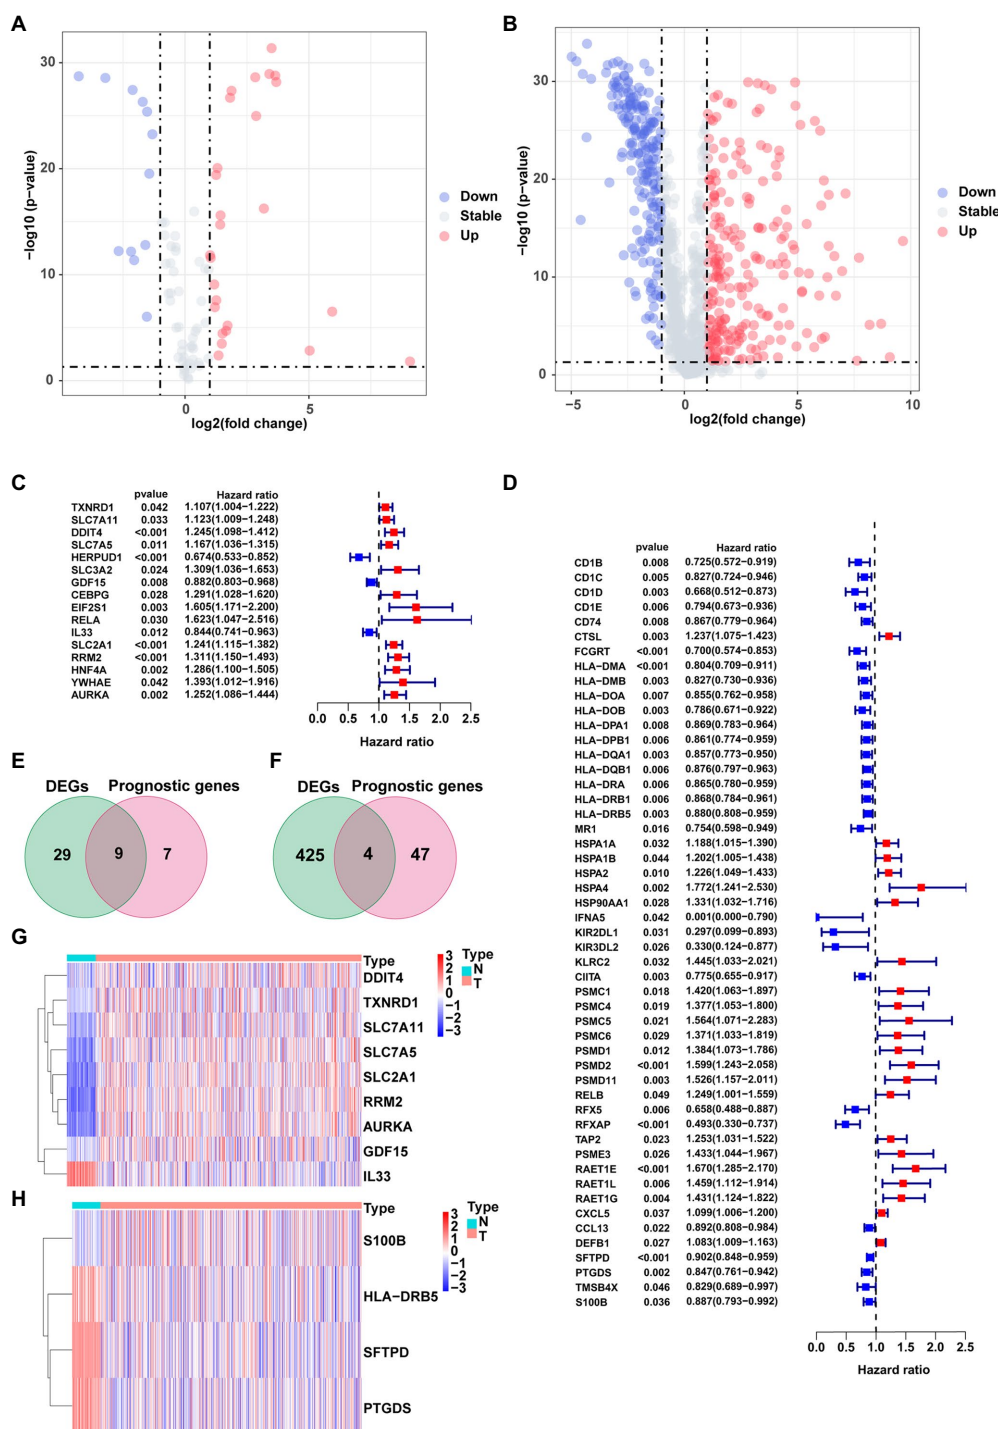 A
B
30
20
10
0
0
5
−log10 (p−value)
log2(fold change)
Down
Stable
Up
30
20
10
0
−5
0
5
10
−log10 (p−value)
log2(fold change)
Down
Stable
Up
C
pvalue Hazard ratio
TXNRD1 0.042 1.107(1.004−1.222)
SLC7A11 0.033 1.123(1.009−1.248)
DDIT4 <0.001 1.245(1.098−1.412)
SLC7A5 0.011 1.167(1.036−1.315)
HERPUD1 <0.001 0.674(0.533−0.852)
SLC3A2 0.024 1.309(1.036−1.653)
GDF15 0.008 0.882(0.803−0.968)
CEBPG 0.028 1.291(1.028−1.620)
EIF2S1 0.003 1.605(1.171−2.200)
RELA 0.030 1.623(1.047−2.516)
IL33 0.012 0.844(0.741−0.963)
SLC2A1 <0.001 1.241(1.115−1.382)
RRM2 <0.001 1.311(1.150−1.493)
HNF4A 0.002 1.286(1.100−1.505)
YWHAE 0.042 1.393(1.012−1.916)
AURKA 0.002 1.252(1.086−1.444)
0.0 0.5 1.0 1.5 2.0 2.5
Hazard ratio
D
pvalue Hazard ratio
CD1B 0.008 0.725(0.572−0.919)
CD1C 0.005 0.827(0.724−0.946)
CD1D 0.003 0.668(0.512−0.873)
CD1E 0.006 0.794(0.673−0.936)
CD74 0.008 0.867(0.779−0.964)
CTSL 0.003 1.237(1.075−1.423)
FCGRT <0.001 0.700(0.574−0.853)
HLA−DMA <0.001 0.804(0.709−0.911)
HLA−DMB 0.003 0.827(0.730−0.936)
HLA−DOA 0.007 0.855(0.762−0.958)
HLA−DOB 0.003 0.786(0.671−0.922)
HLA−DPA1 0.008 0.869(0.783−0.964)
HLA−DPB1 0.006 0.861(0.774−0.959)
HLA−DQA1 0.003 0.857(0.773−0.950)
HLA−DQB1 0.006 0.876(0.797−0.963)
HLA−DRA 0.006 0.865(0.780−0.959)
HLA−DRB1 0.006 0.868(0.784−0.961)
HLA−DRB5 0.003 0.880(0.808−0.959)
MR1 0.016 0.754(0.598−0.949)
HSPA1A 0.032 1.188(1.015−1.390)
HSPA1B 0.044 1.202(1.005−1.438)
HSPA2 0.010 1.226(1.049−1.433)
HSPA4 0.002 1.772(1.241−2.530)
HSP90AA1 0.028 1.331(1.032−1.716)
IFNA5 0.042 0.001(0.000−0.790)
KIR2DL1 0.031 0.297(0.099−0.893)
KIR3DL2 0.026 0.330(0.124−0.877)
KLRC2 0.032 1.445(1.033−2.021)
CIITA 0.003 0.775(0.655−0.917)
PSMC1 0.018 1.420(1.063−1.897)
PSMC4 0.019 1.377(1.053−1.800)
PSMC5 0.021 1.564(1.071−2.283)
PSMC6 0.029 1.371(1.033−1.819)
PSMD1 0.012 1.384(1.073−1.786)
PSMD2 <0.001 1.599(1.243−2.058)
PSMD11 0.003 1.526(1.157−2.011)
RELB 0.049 1.249(1.001−1.559)
RFX5 0.006 0.658(0.488−0.887)
RFXAP <0.001 0.493(0.330−0.737)
TAP2 0.023 1.253(1.031−1.522)
PSME3 0.026 1.433(1.044−1.967)
RAET1E <0.001 1.670(1.285−2.170)
RAET1L 0.006 1.459(1.112−1.914)
RAET1G 0.004 1.431(1.124−1.822)
CXCL5 0.037 1.099(1.006−1.200)
CCL13 0.022 0.892(0.808−0.984)
DEFB1 0.027 1.083(1.009−1.163)
SFTPD <0.001 0.902(0.848−0.959)
PTGDS 0.002 0.847(0.761−0.942)
TMSB4X 0.046 0.829(0.689−0.997)
S100B 0.036 0.887(0.793−0.992)
0.0 0.5 1.0 1.5 2.0 2.5
Hazard ratio
E
DEGs Prognostic genes
29 9 7
F
DEGs Prognostic genes
425 4 47
G
Type
DDIT4
TXNRD1
SLC7A11
SLC7A5
SLC2A1
RRM2
AURKA
GDF15
IL33
3
2
1
0
−1
−2
−3
Type
N
T
H
Type
S100B
HLA−DRB5
SFTPD
PTGDS
3
2
1
0
−1
−2
−3
Type
N
T